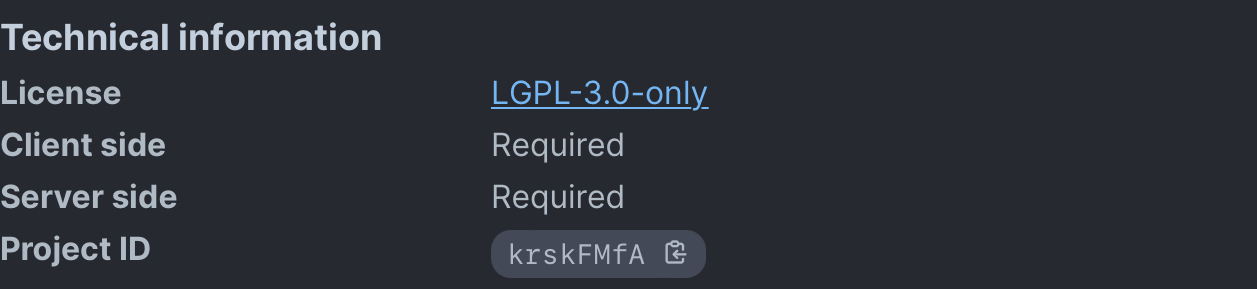 Technical information
License LGPL-3.0-only
Client side Required
Server side Required
Project ID krskFMfA